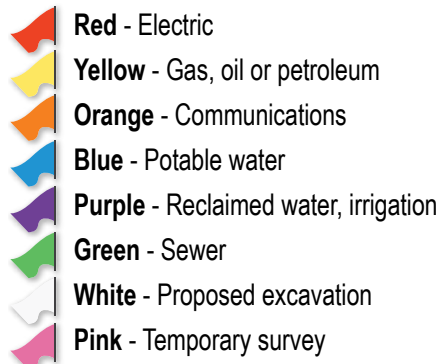 Red - Electric
Yellow - Gas, oil or petroleum
Orange - Communications
Blue - Potable water
Purple - Reclaimed water, irrigation
Green - Sewer
White - Proposed excavation
Pink - Temporary survey